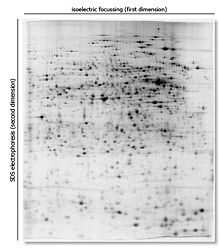 isoelectric focussing (first dimension)
SDS electrophoresis (second dimension)